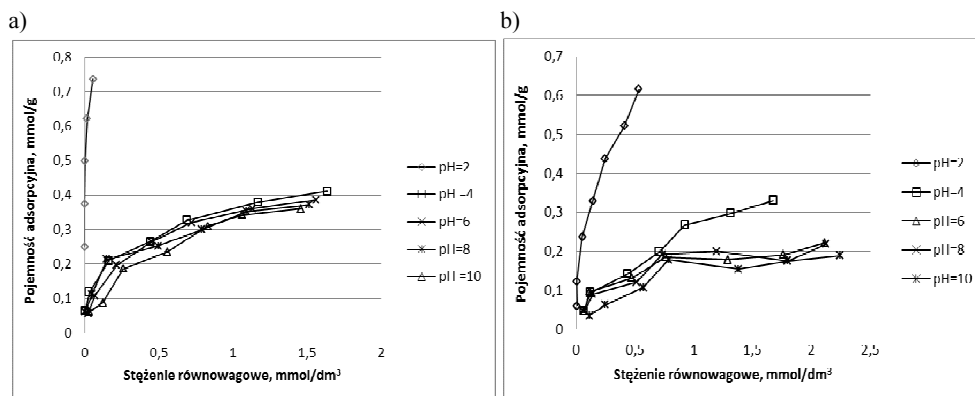 a)
Pojemność adsorpcyjna, mmol/g
0,8
0,7
0,6
0,5
0,4
0,3
0,2
0,1
0
0
0,5
1
1,5
2
Stężenie równowagowe, mmol/dm³
pH=2
pH=4
pH=6
pH=8
pH=10
b)
Pojemność adsorpcyjna, mmol/g
0,7
0,6
0,5
0,4
0,3
0,2
0,1
0
0
0,5
1
1,5
2
2,5
Stężenie równowagowe, mmol/dm³
pH=2
pH=4
pH=6
pH=8
pH=10